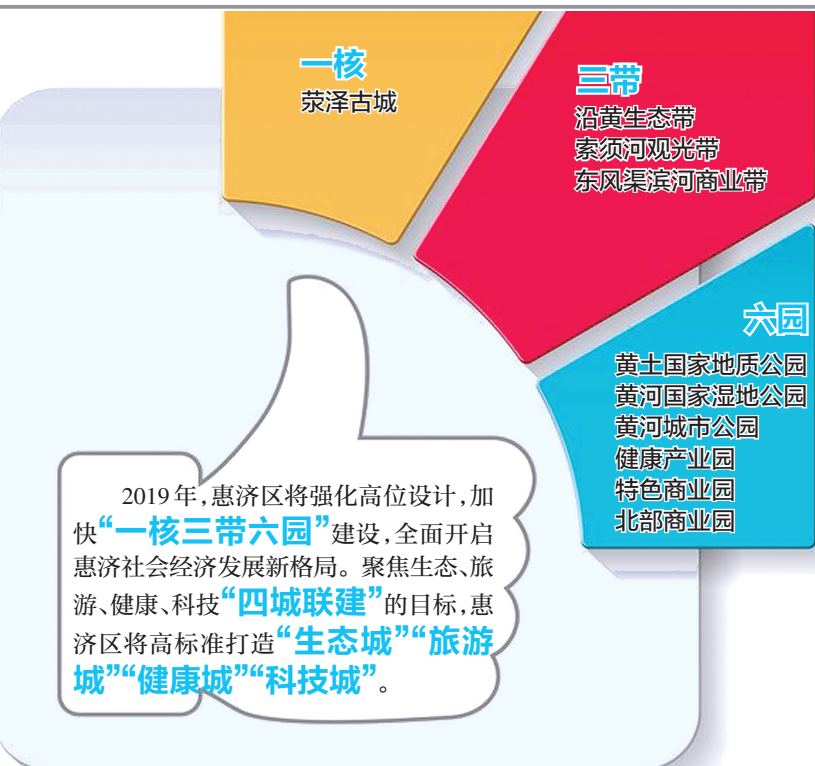 一核
荥泽古城
三带
沿黄生态带
索须河观光带
东风渠滨河商业带
六园
黄土国家地质公园
黄河国家湿地公园
黄河城市公园
健康产业园
特色商业园
北部商业园
2019年,惠济区将强化高位设计,加
快“一核三带六园”建设,全面开启
惠济社会经济发展新格局。聚焦生态、旅
游、健康、科技“四城联建”的目标,惠
济区将高标准打造“生态城”“旅游
城”“健康城”“科技城”。